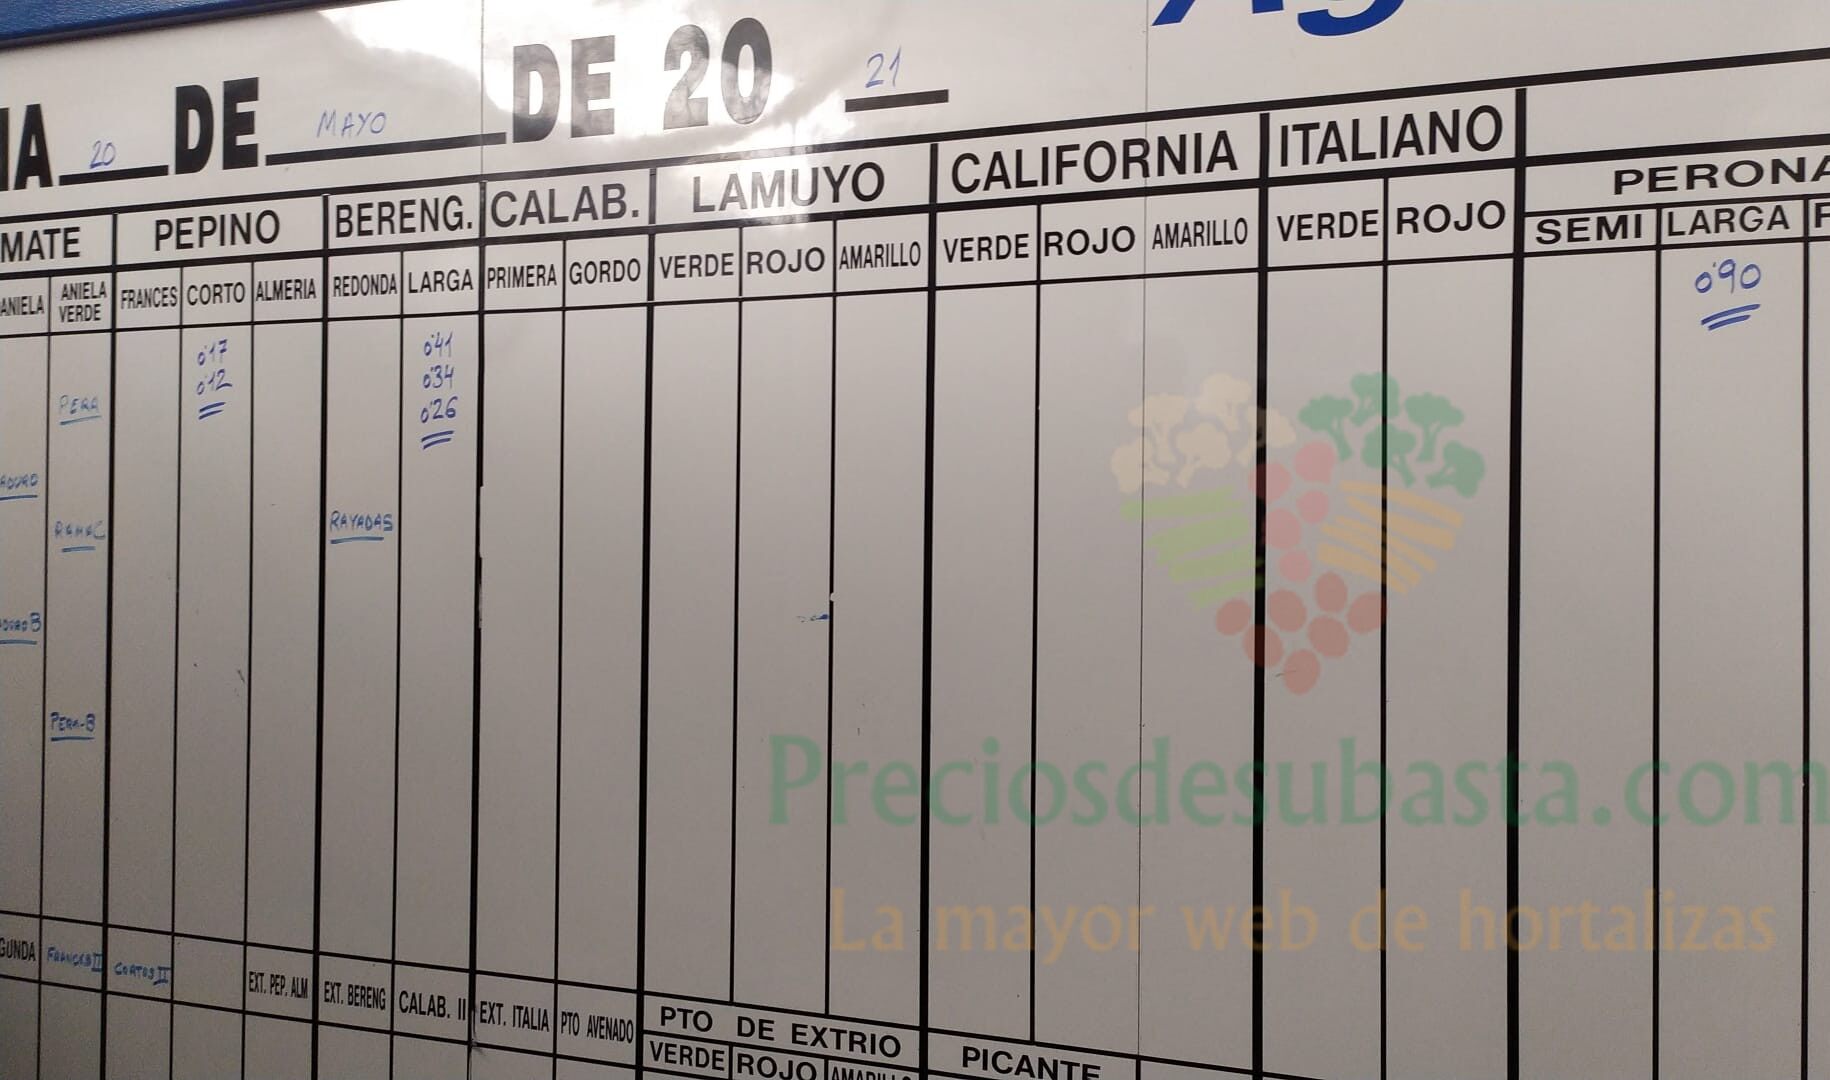 IA 20 DE MAYO DE 20 21
MATE PEPINO BERENG. CALAB. LAMUYO CALIFORNIA ITALIANO PERONA
ANIELA ANIELA VERDE FRANCES CORTO ALMERIA REDONDA LARGA PRIMERA GORDO VERDE ROJO AMARILLO VERDE ROJO AMARILLO VERDE ROJO SEMI LARGA
0'90
0'17 0'41
0'12 0'34
PERA 0'26
RAYADAS
RAMA C
PERA-B
Preciosdesubasta.com
La mayor web de hortalizas
GUNDA FRANCES II CORTOS II EXT. PEP. ALM EXT. BERENG CALAB. II EXT. ITALIA PTO AVENADO PTO DE EXTRIO PICANTE
VERDE ROJO AMARILLO